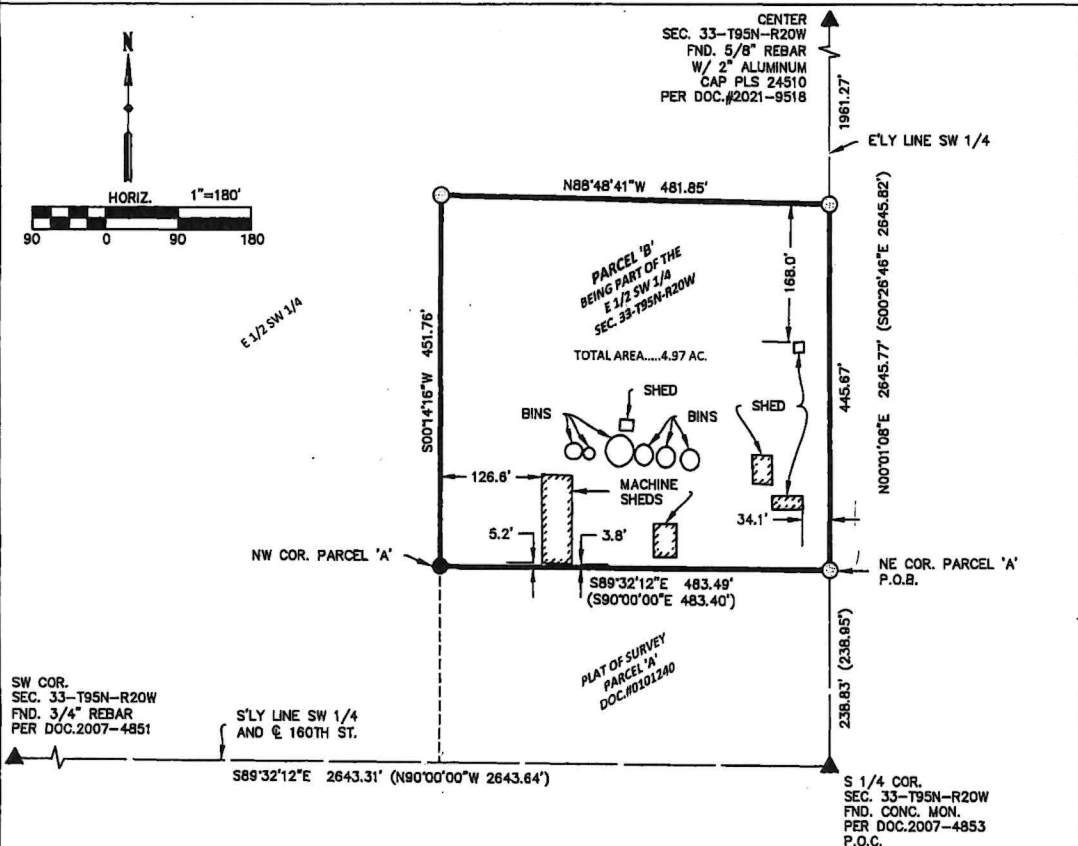 CENTER
SEC. 33-T95N-R20W
FND. 5/8" REBAR
W/ 2" ALUMINUM
CAP PLS 24510
PER DOC.#2021-9518
N
1961.27'
E'LY LINE SW 1/4
HORIZ. 1"=180'
90 0 90 180
N88°48'41"W 481.85'
PARCEL 'B'
BEING PART OF THE
E 1/2 SW 1/4
SEC. 33-T95N-R20W
168.0'
E 1/2 SW 1/4
TOTAL AREA.....4.97 AC.
S00°14'16"W 451.76'
445.67'
N00°01'08"E 2645.77' (S00°26'46"E 2645.82')
SHED
BINS
BINS
SHED
126.6'
MACHINE
SHEDS
34.1'
5.2'
3.8'
NW COR. PARCEL 'A'
NE COR. PARCEL 'A'
P.O.B.
S89°32'12"E 483.49'
(S90°00'00"E 483.40')
PLAT OF SURVEY
PARCEL 'A'
DOC.#0101240
238.83' (238.95')
SW COR.
SEC. 33-T95N-R20W
FND. 3/4" REBAR
PER DOC.2007-4851
S'LY LINE SW 1/4
AND ℄ 160TH ST.
S89°32'12"E 2643.31' (N90°00'00"W 2643.64')
S 1/4 COR.
SEC. 33-T95N-R20W
FND. CONC. MON.
PER DOC.2007-4853
P.O.C.